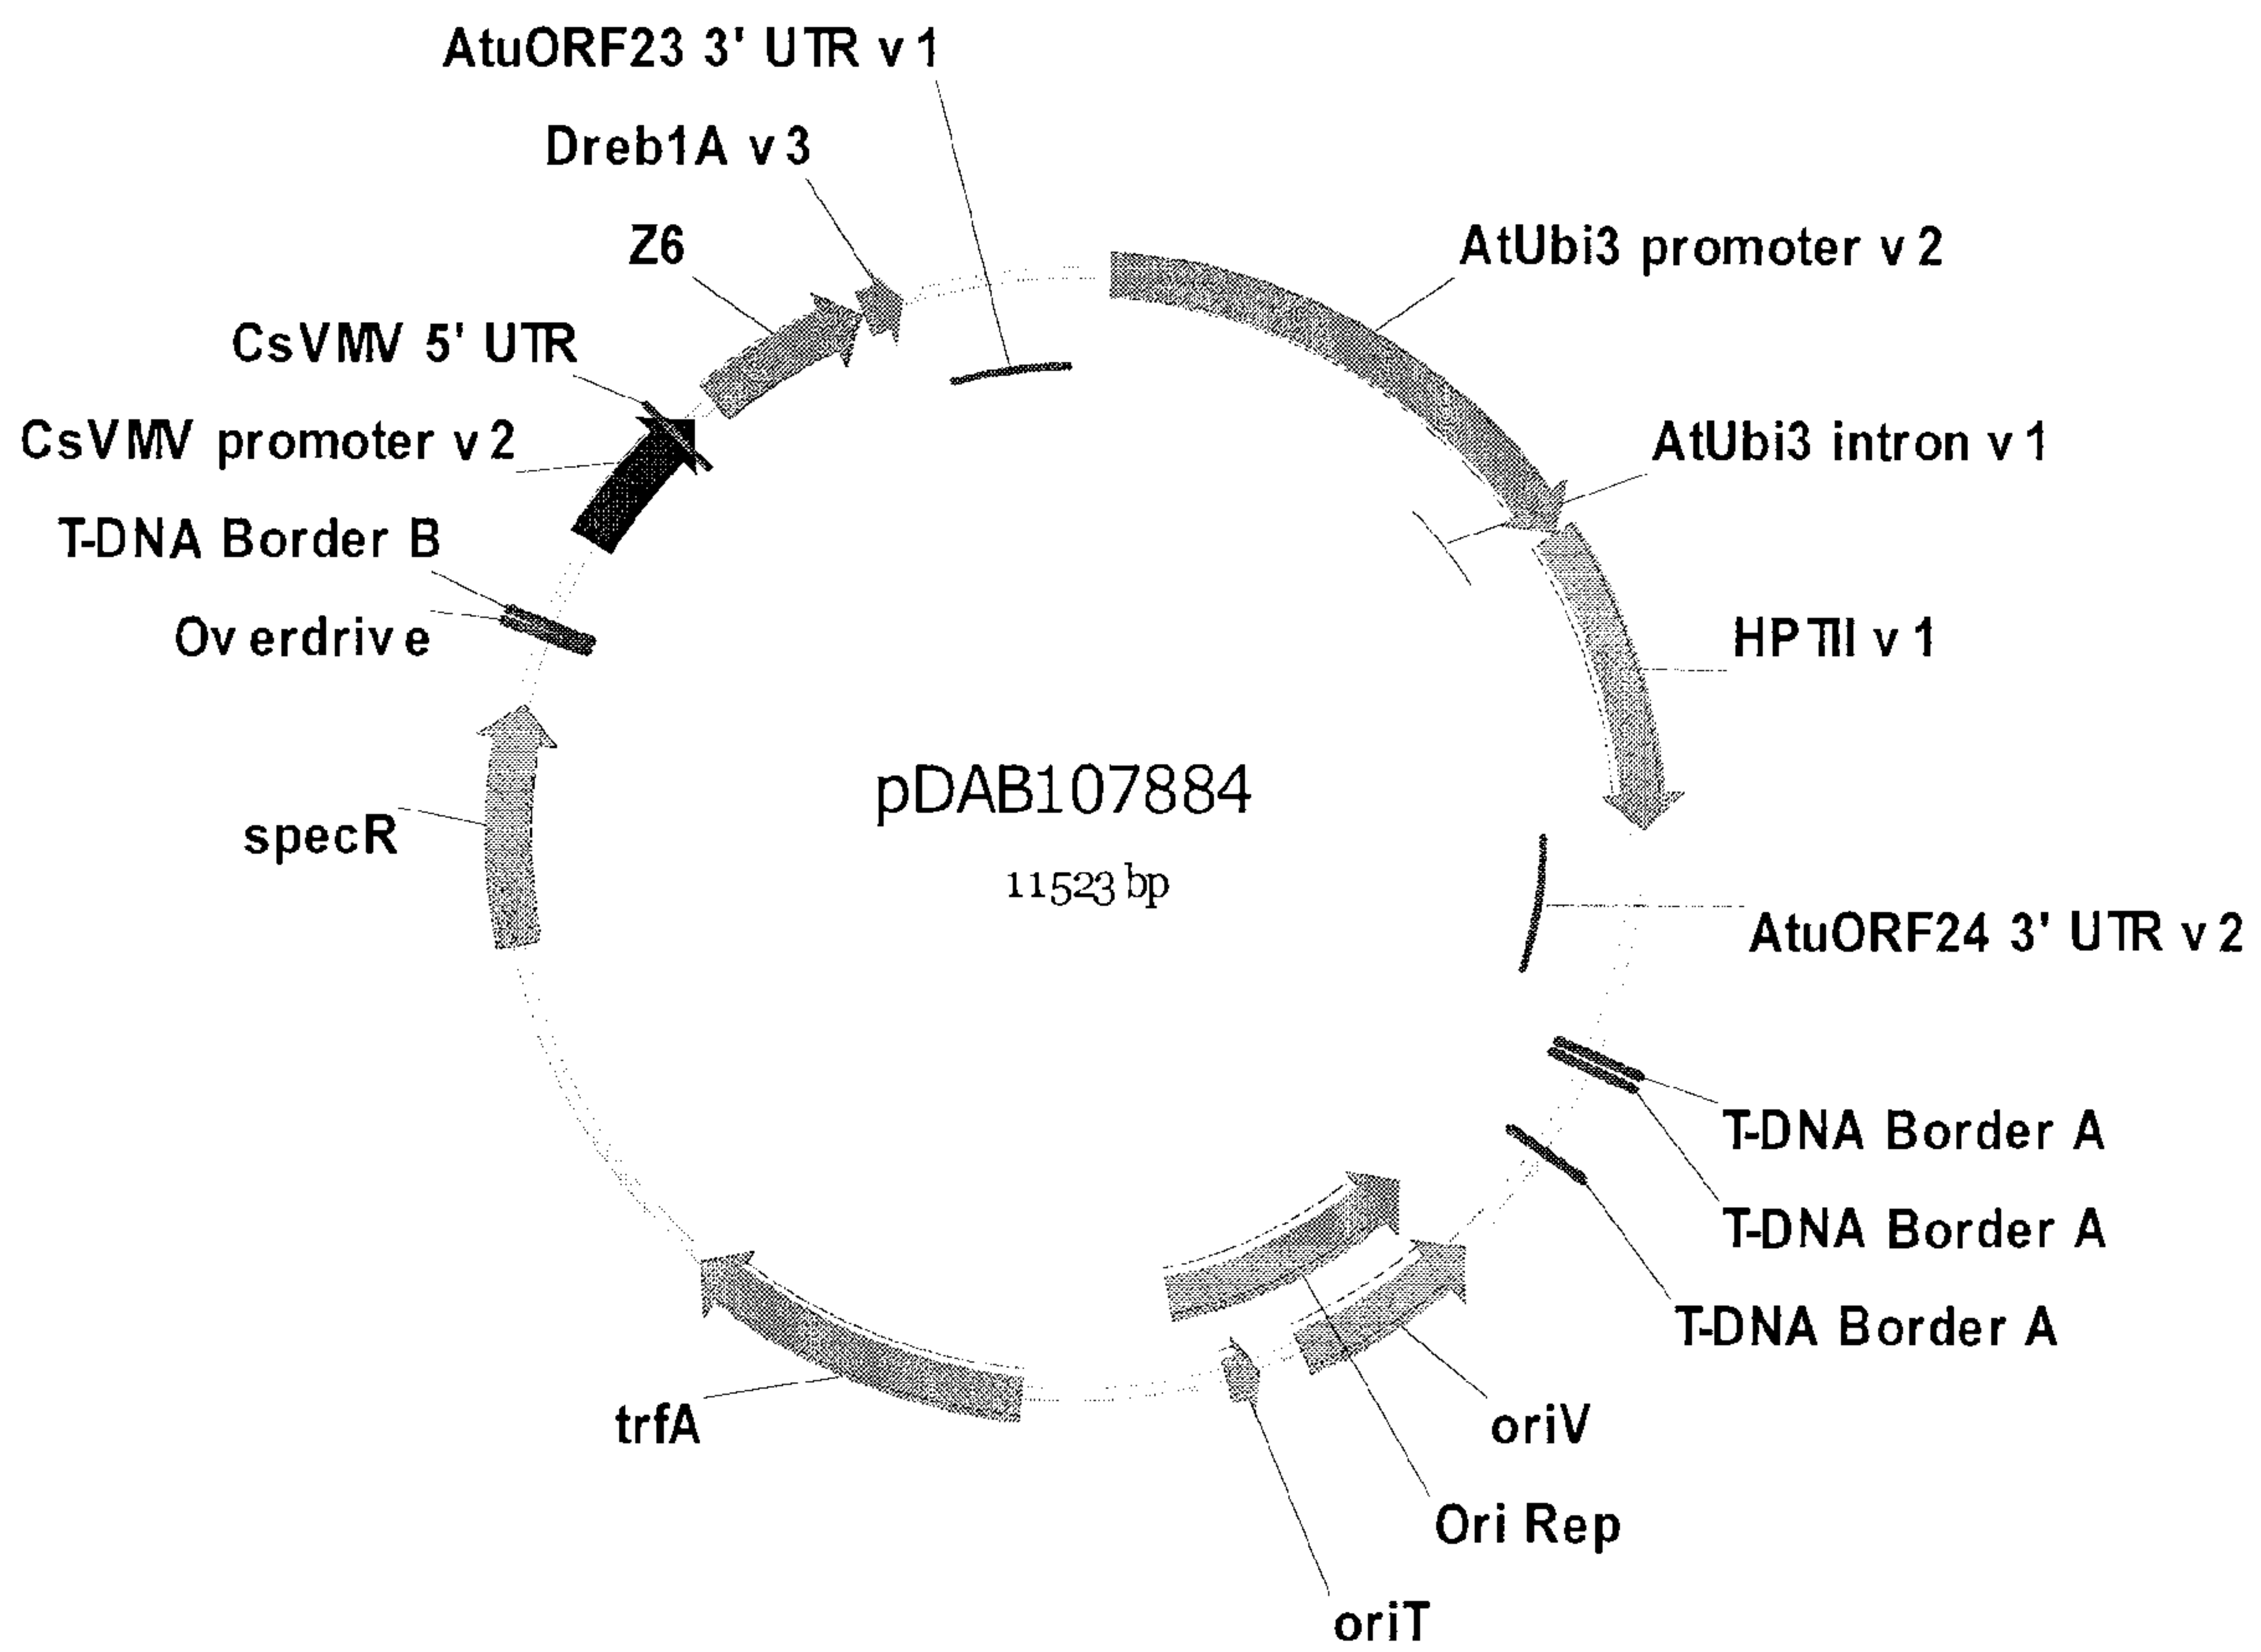 AtuORF23 3' UTR v1
Dreb1A v3
Z6
AtUbi3 promoter v2
CsVMV 5' UTR
CsVMV promoter v2
AtUbi3 intron v1
T-DNA Border B
Overdrive
HPTII v1
pDAB107884
specR
11523 bp
AtuORF24 3' UTR v2
T-DNA Border A
T-DNA Border A
T-DNA Border A
trfA
oriV
Ori Rep
oriT